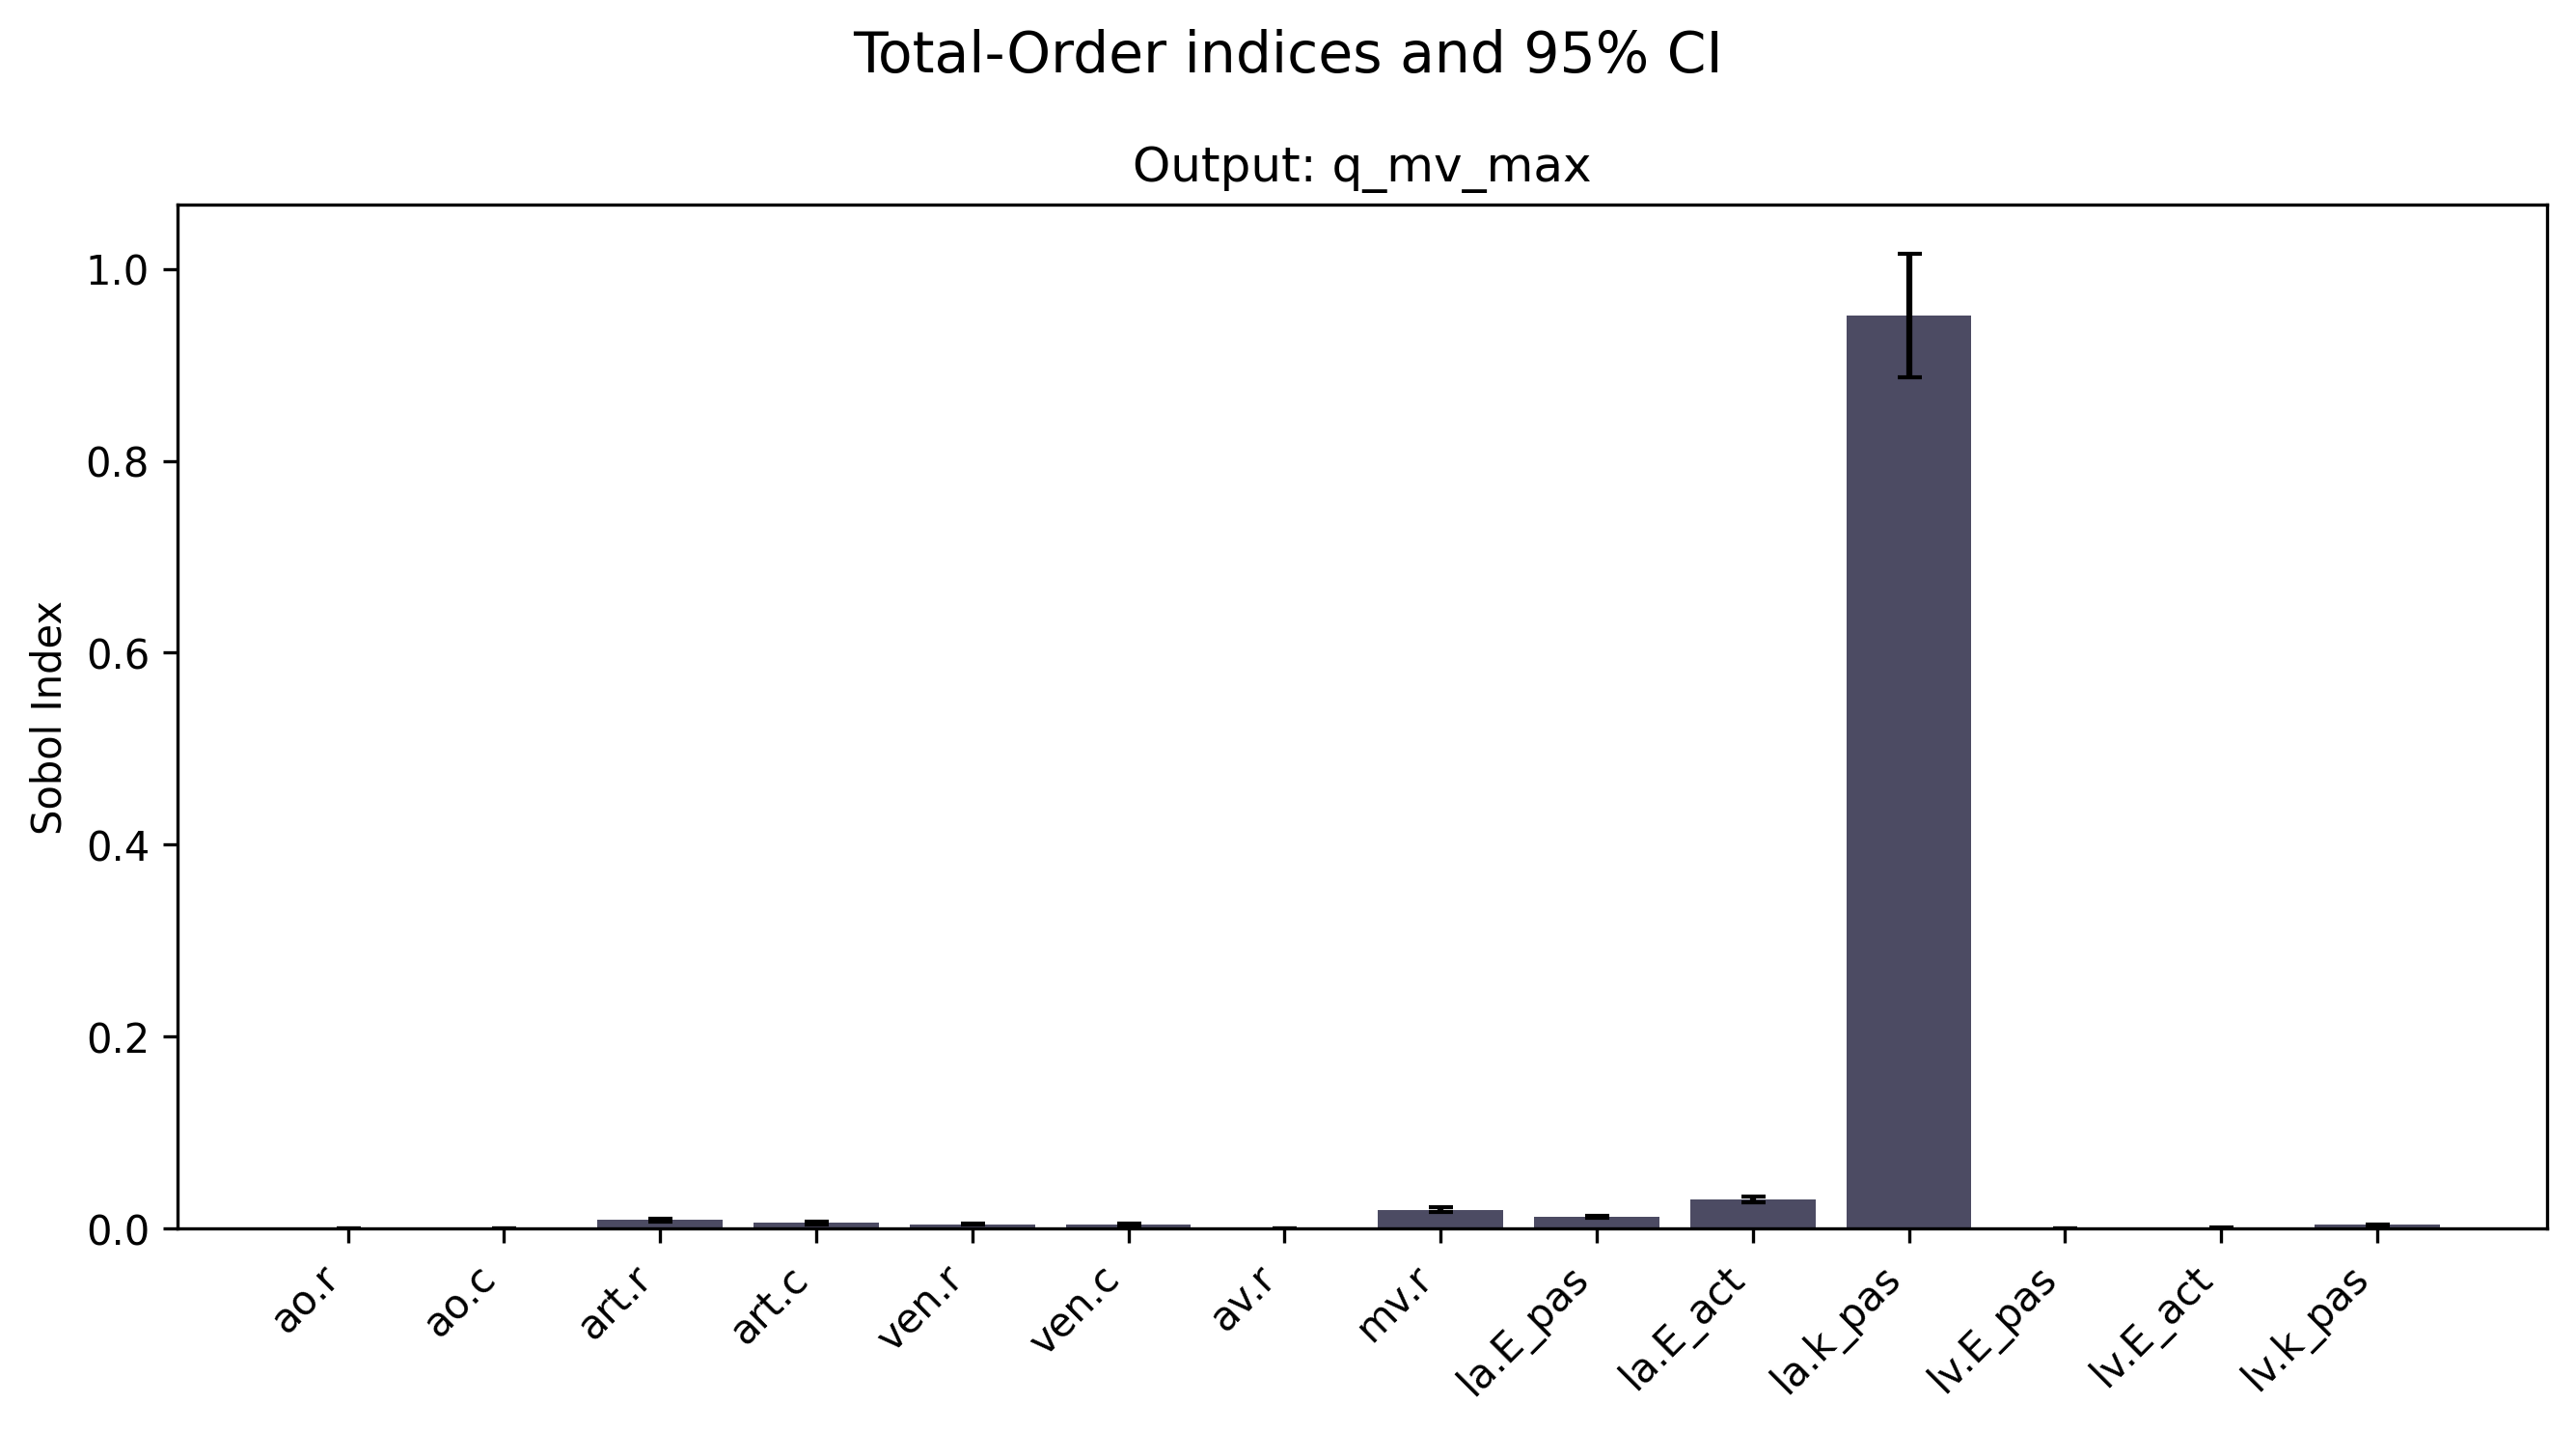 Total-Order indices and 95% CI
Output: q_mv_max
Sobol Index
1.0
0.8
0.6
0.4
0.2
0.0
ao.r
ao.c
art.r
art.c
ven.r
ven.c
av.r
mv.r
la.E_pas
la.E_act
la.k_pas
lv.E_pas
lv.E_act
lv.k_pas